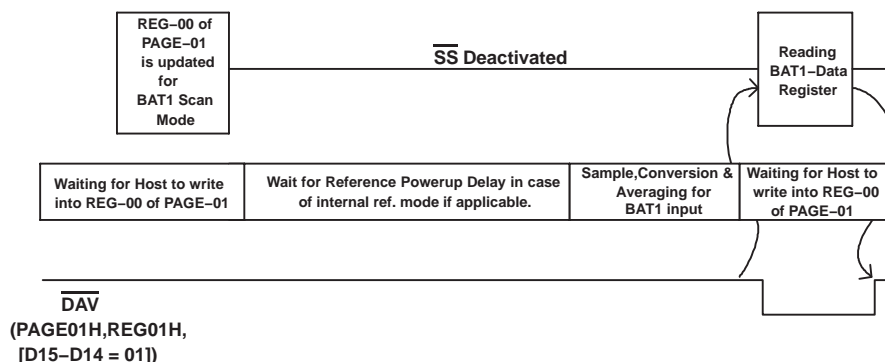 REG–00 of
PAGE–01
is updated
for
BAT1 Scan
Mode
SS Deactivated
Reading
BAT1–Data
Register
Waiting for Host to write
into REG–00 of PAGE–01
Wait for Reference Powerup Delay in case
of internal ref. mode if applicable.
Sample,Conversion &
Averaging for
BAT1 input
Waiting for Host to
write into REG–00
of PAGE–01
DAV
(PAGE01H,REG01H,
[D15–D14 = 01])